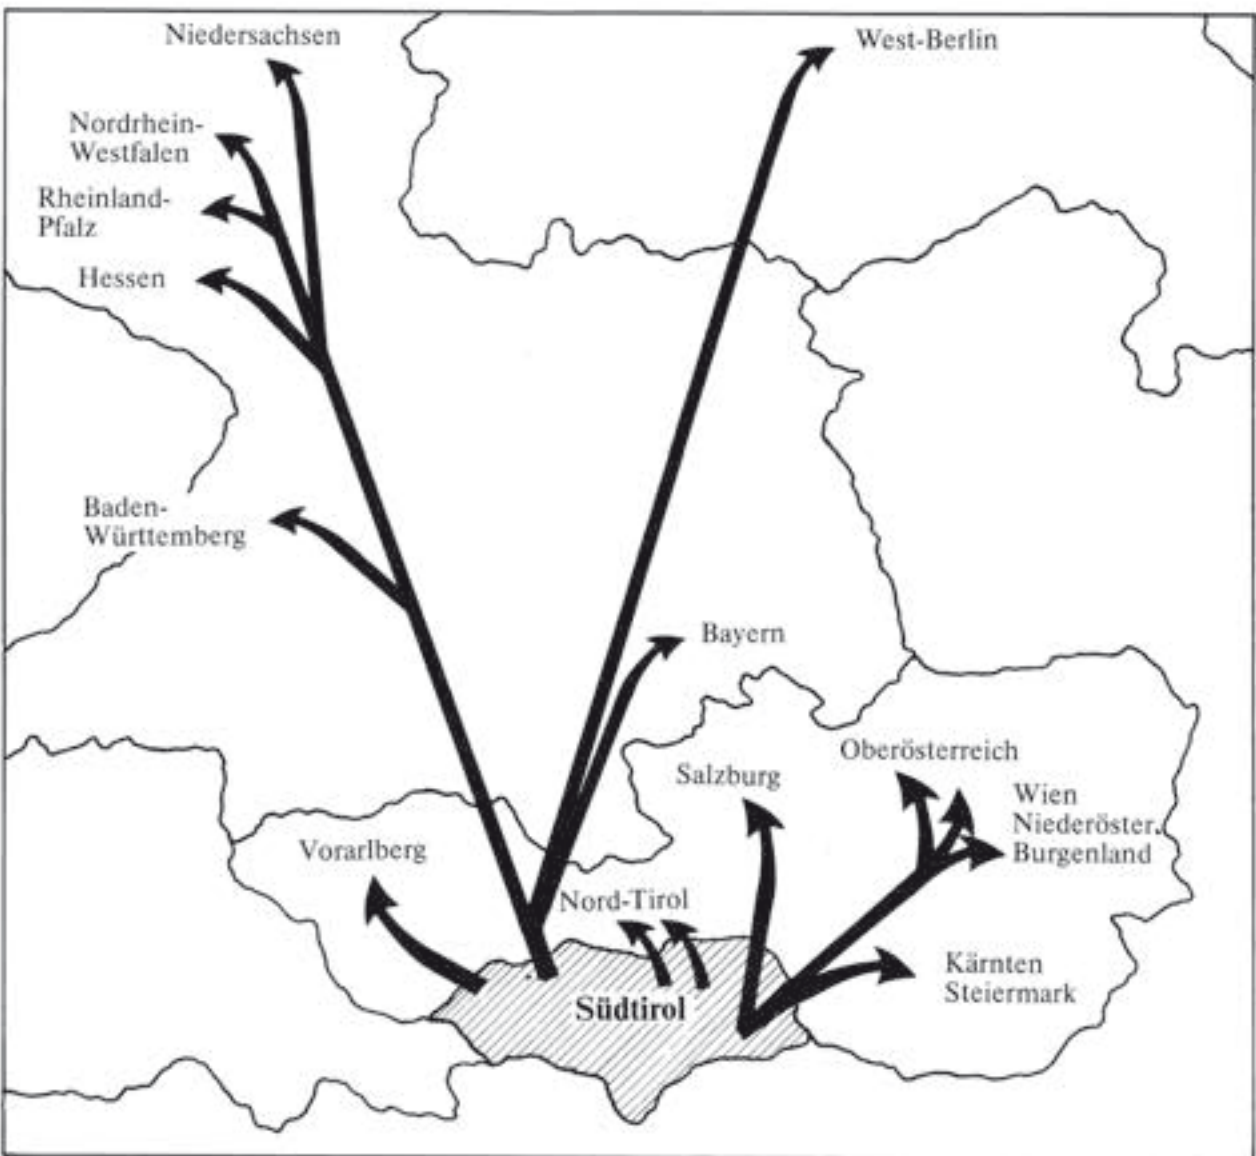 Niedersachsen
West-Berlin
Nordrhein-
Westfalen
Rheinland-
Pfalz
Hessen
Baden-
Württemberg
Bayern
Oberösterreich
Salzburg
Wien
Niederöster.
Burgenland
Vorarlberg
Nord-Tirol
Kärnten
Steiermark
Südtirol